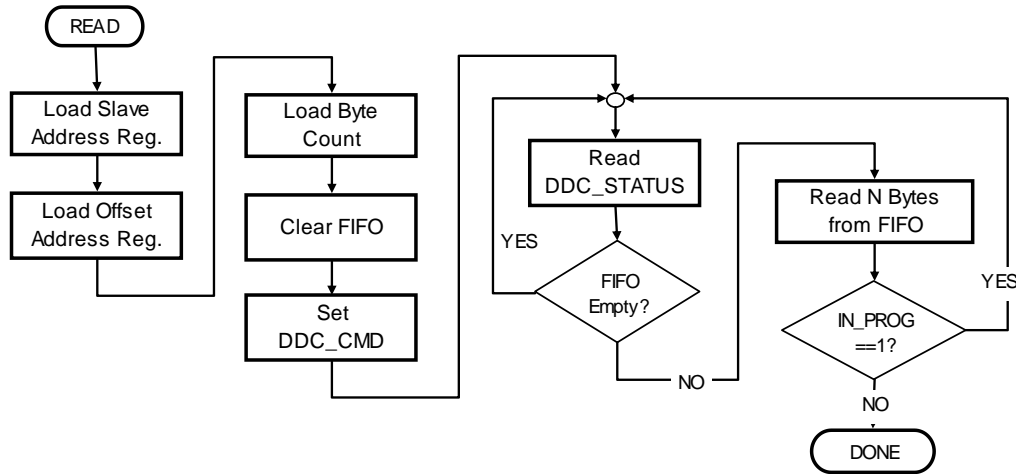 READ
Load Slave
Address Reg.
Load Offset
Address Reg.
Load Byte
Count
Clear FIFO
Set
DDC_CMD
Read
DDC_STATUS
YES
FIFO
Empty?
NO
Read N Bytes
from FIFO
YES
IN_PROG
==1?
NO
DONE